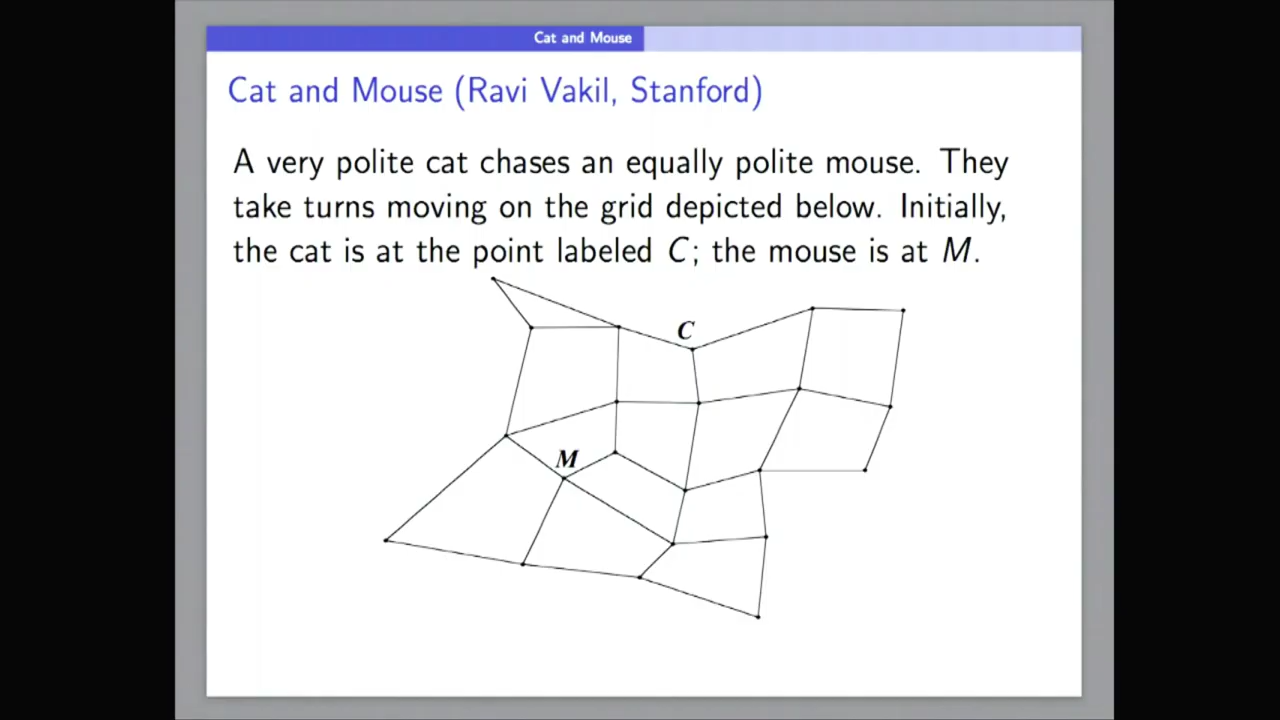 Cat and Mouse
Cat and Mouse (Ravi Vakil, Stanford)
A very polite cat chases an equally polite mouse. They
take turns moving on the grid depicted below. Initially,
the cat is at the point labeled C; the mouse is at M.
C
M